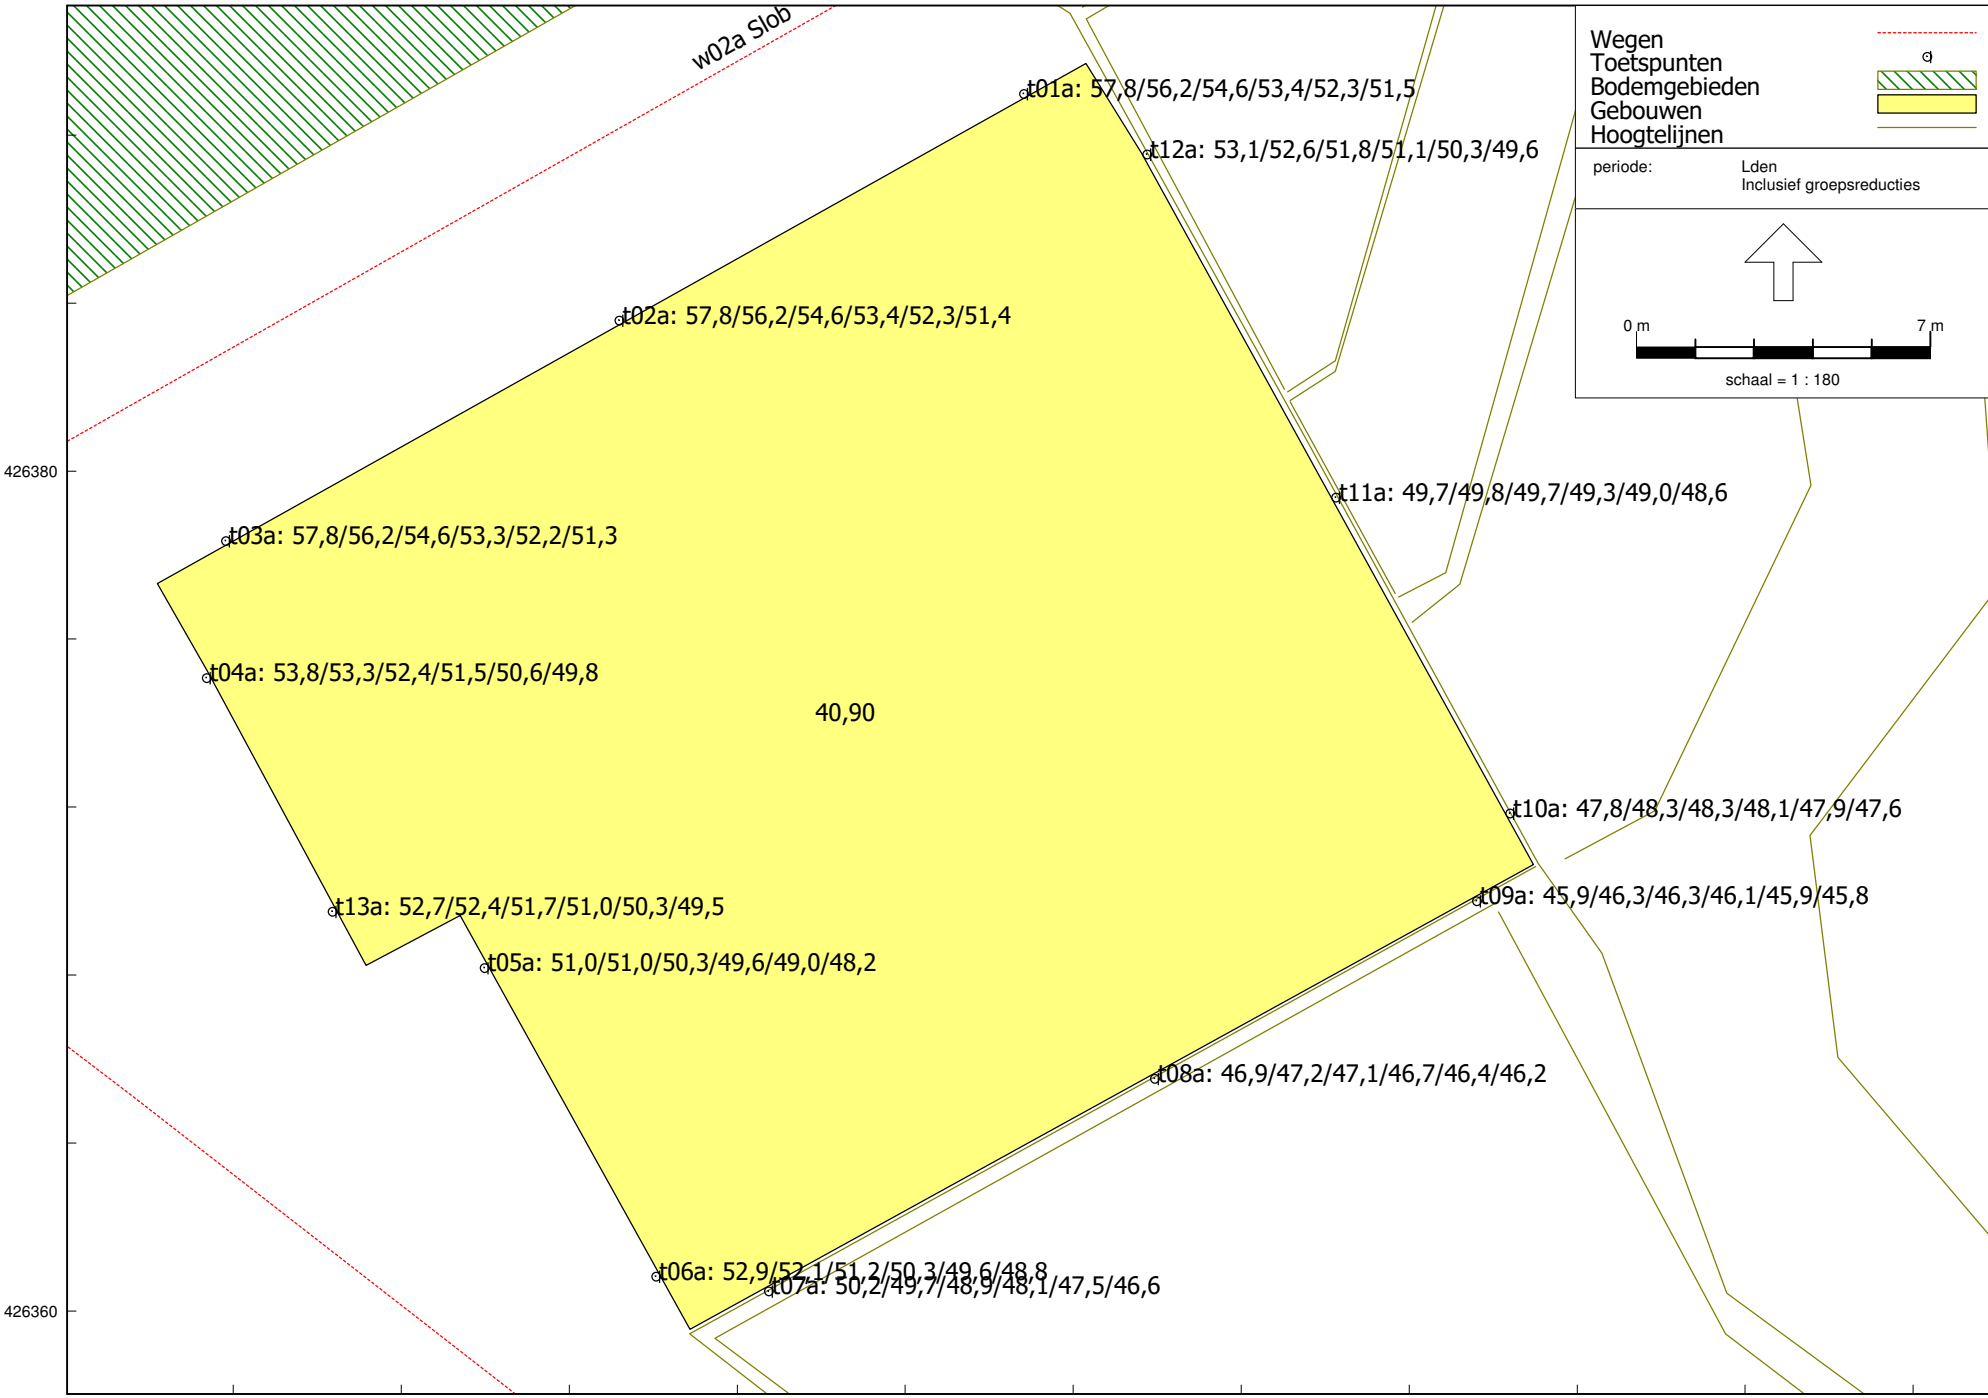 w02a Slob
Wegen
Toetspunten
Bodemgebieden
Gebouwen
Hoogtelijnen
periode: Lden
Inclusief groepsreducties
0 m 7 m
schaal = 1 : 180
t01a: 57,8/56,2/54,6/53,4/52,3/51,5
t12a: 53,1/52,6/51,8/51,1/50,3/49,6
t02a: 57,8/56,2/54,6/53,4/52,3/51,4
426380
t11a: 49,7/49,8/49,7/49,3/49,0/48,6
t03a: 57,8/56,2/54,6/53,3/52,2/51,3
t04a: 53,8/53,3/52,4/51,5/50,6/49,8
40,90
t10a: 47,8/48,3/48,3/48,1/47,9/47,6
t09a: 45,9/46,3/46,3/46,1/45,9/45,8
t13a: 52,7/52,4/51,7/51,0/50,3/49,5
t05a: 51,0/51,0/50,3/49,6/49,0/48,2
t08a: 46,9/47,2/47,1/46,7/46,4/46,2
t06a: 52,9/52,1/51,2/50,3/49,6/48,8
t07a: 50,2/49,7/48,9/48,1/47,5/46,6
426360